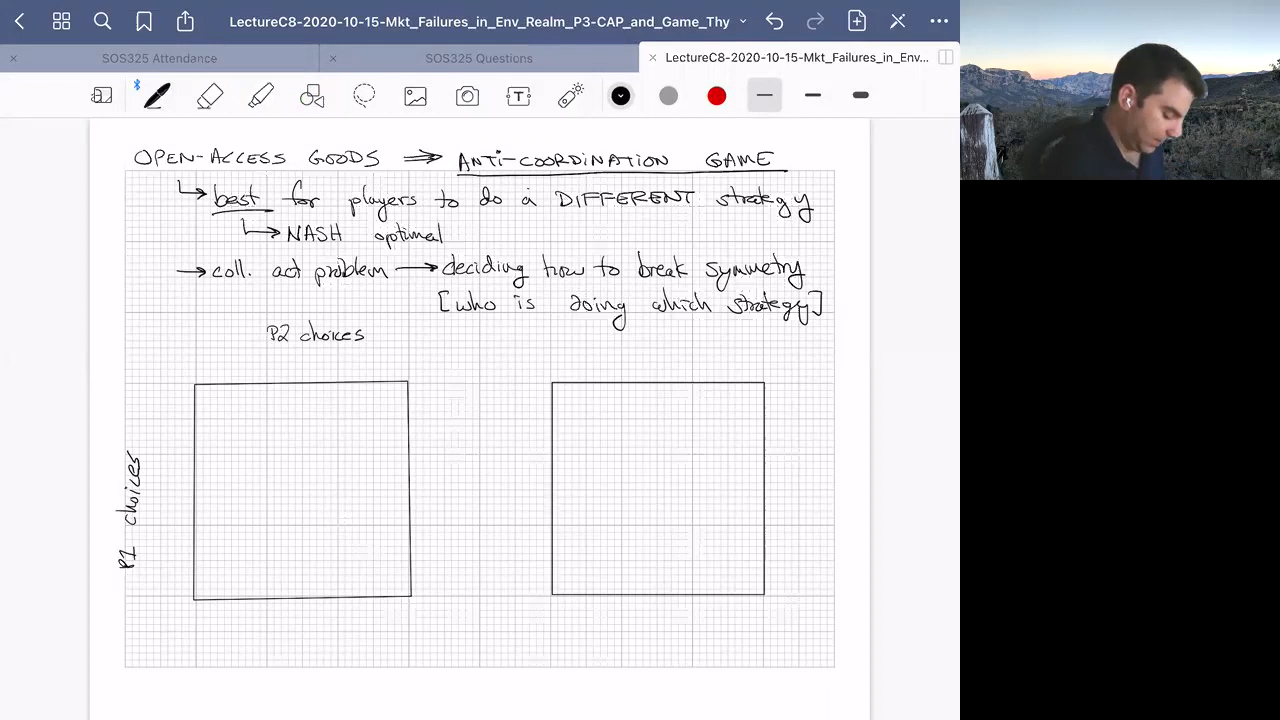 LectureC8-2020-10-15-Mkt_Failures_in_Env_Realm_P3-CAP_and_Game_Thy
SOS325 Attendance
SOS325 Questions
LectureC8-2020-10-15-Mkt_Failures_in_Env...
OPEN-ACCESS GOODS ⇒ ANTI-COORDINATION GAME
↳ best for players to do a DIFFERENT strategy
↳ NASH optimal
→ coll. act problem → deciding how to break symmetry
[who is doing which strategy]
P2 choices
P1 choices